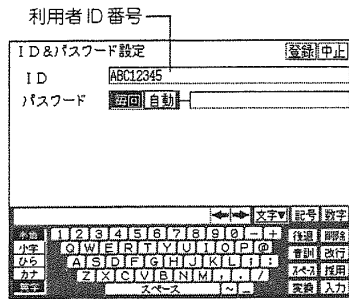 利用者ID番号
ID&パスワード設定 登録 中止
ID ABC12345
パスワード 毎回 自動
文字▼ 記号 数字
1 2 3 4 5 6 7 8 9 0 - + 後退 削除
小字 Q W E R T Y U I O P @ 音訓 改行
ひら A S D F G H J K L ; :
カナ Z X C V B N M , . / スペース 採用
英字 スペース ~ _ 変換 入力